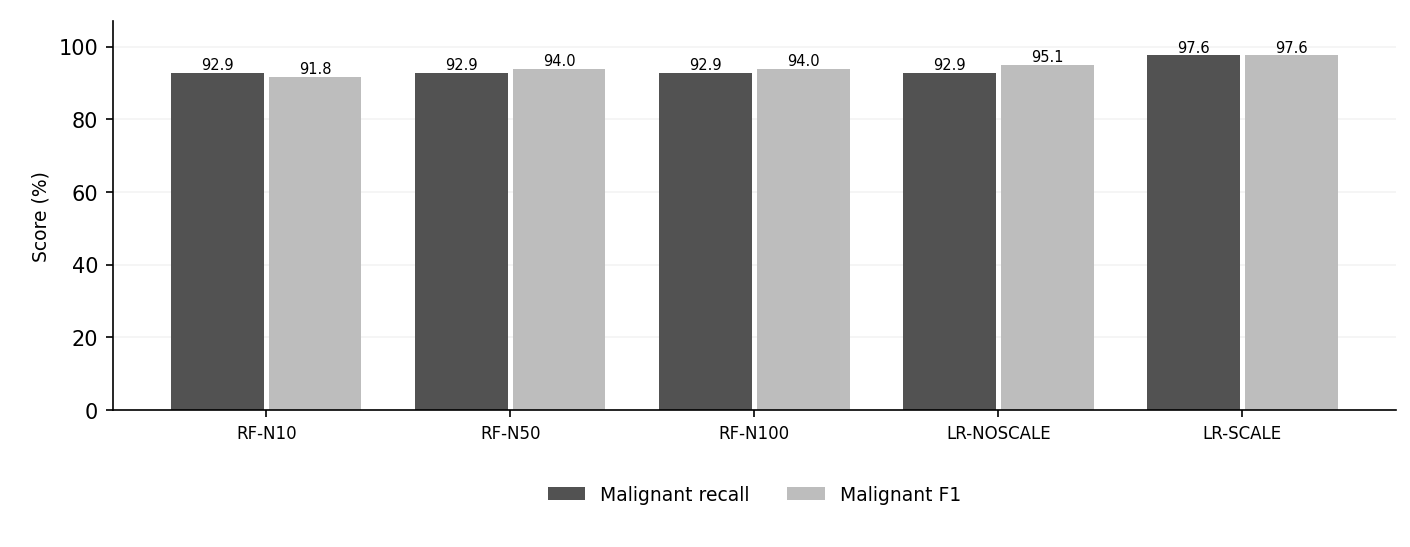 Score (%)
100
80
60
40
20
0
92.9 91.8 92.9 94.0 92.9 94.0 92.9 95.1 97.6 97.6
RF-N10 RF-N50 RF-N100 LR-NOSCALE LR-SCALE
Malignant recall Malignant F1